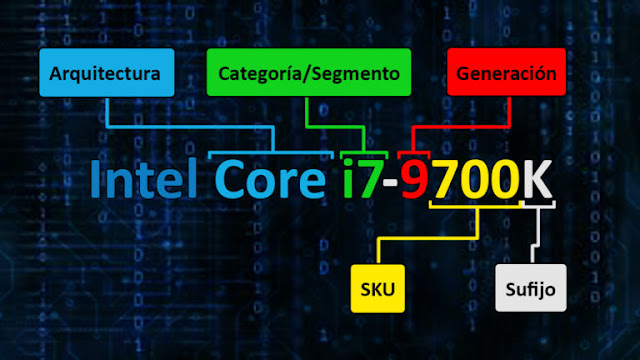 Arquitectura Categoría/Segmento Generación
Intel Core i7-9700K
SKU Sufijo